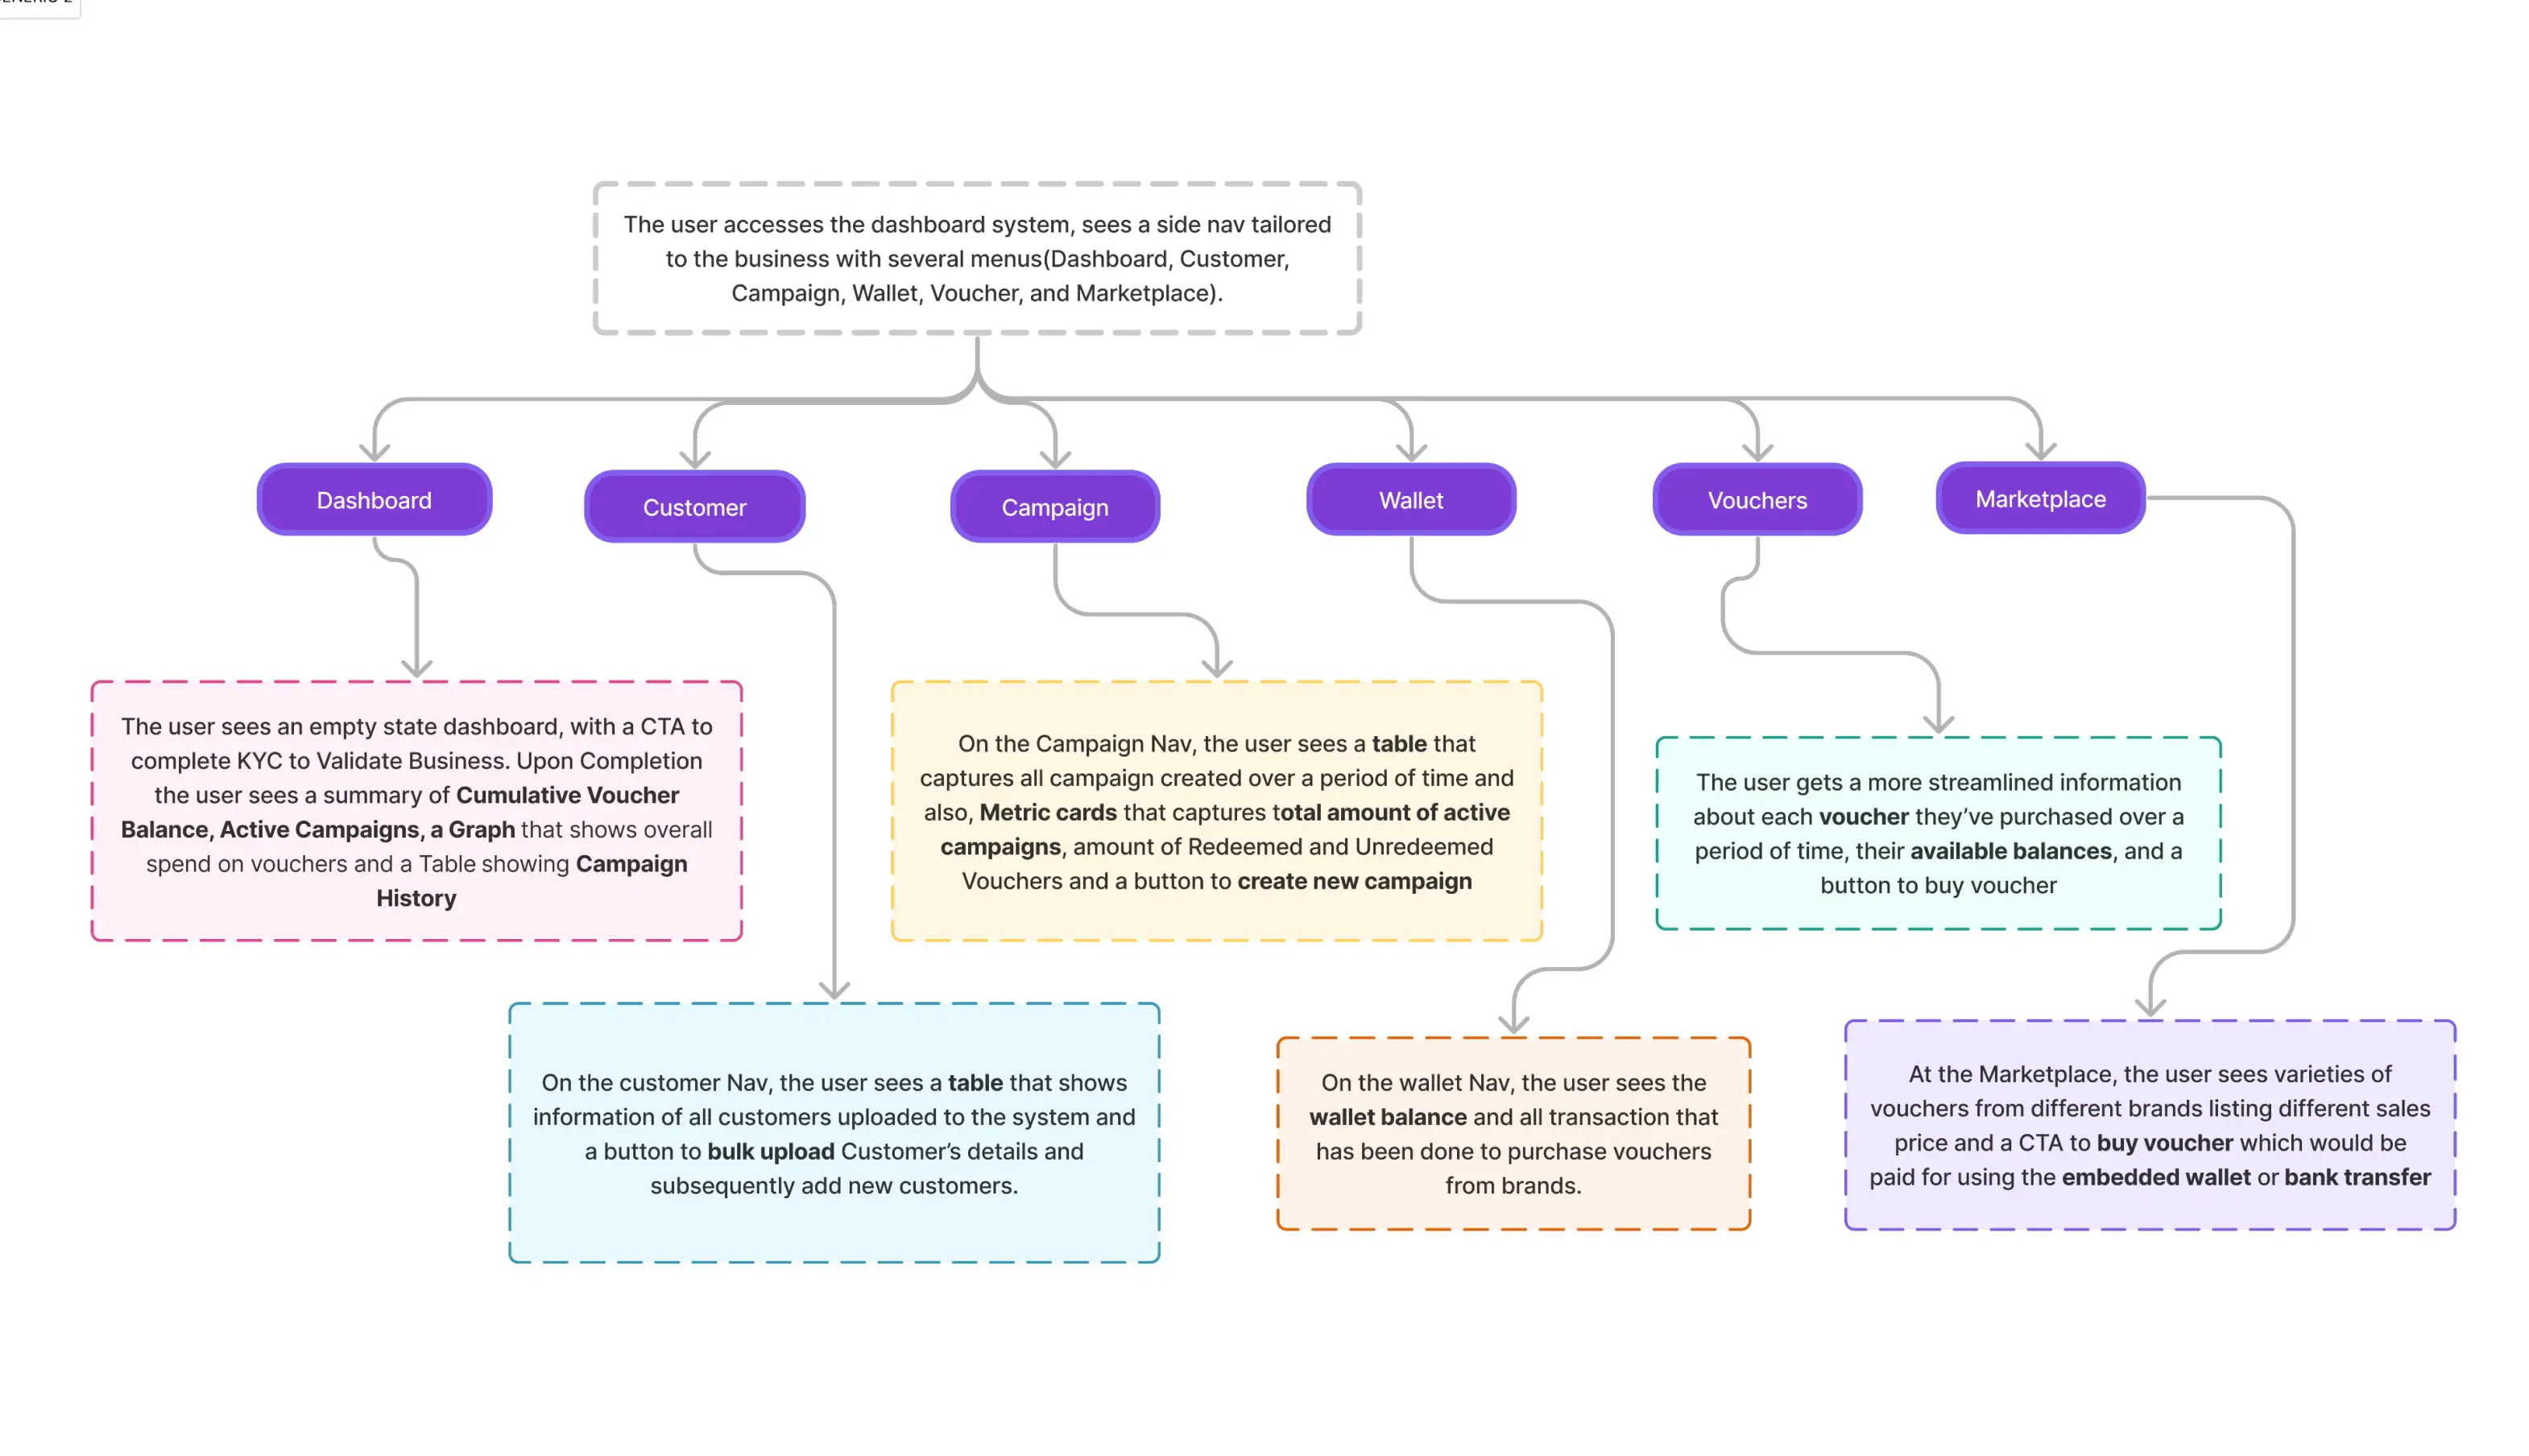 The user accesses the dashboard system, sees a side nav tailored
to the business with several menus(Dashboard, Customer,
Campaign, Wallet, Voucher, and Marketplace).
Dashboard
Customer
Campaign
Wallet
Vouchers
Marketplace
The user sees an empty state dashboard, with a CTA to
complete KYC to Validate Business. Upon Completion
the user sees a summary of Cumulative Voucher
Balance, Active Campaigns, a Graph that shows overall
spend on vouchers and a Table showing Campaign
History
On the Campaign Nav, the user sees a table that
captures all campaign created over a period of time and
also, Metric cards that captures total amount of active
campaigns, amount of Redeemed and Unredeemed
Vouchers and a button to create new campaign
The user gets a more streamlined information
about each voucher they’ve purchased over a
period of time, their available balances, and a
button to buy voucher
On the customer Nav, the user sees a table that shows
information of all customers uploaded to the system and
a button to bulk upload Customer’s details and
subsequently add new customers.
On the wallet Nav, the user sees the
wallet balance and all transaction that
has been done to purchase vouchers
from brands.
At the Marketplace, the user sees varieties of
vouchers from different brands listing different sales
price and a CTA to buy voucher which would be
paid for using the embedded wallet or bank transfer